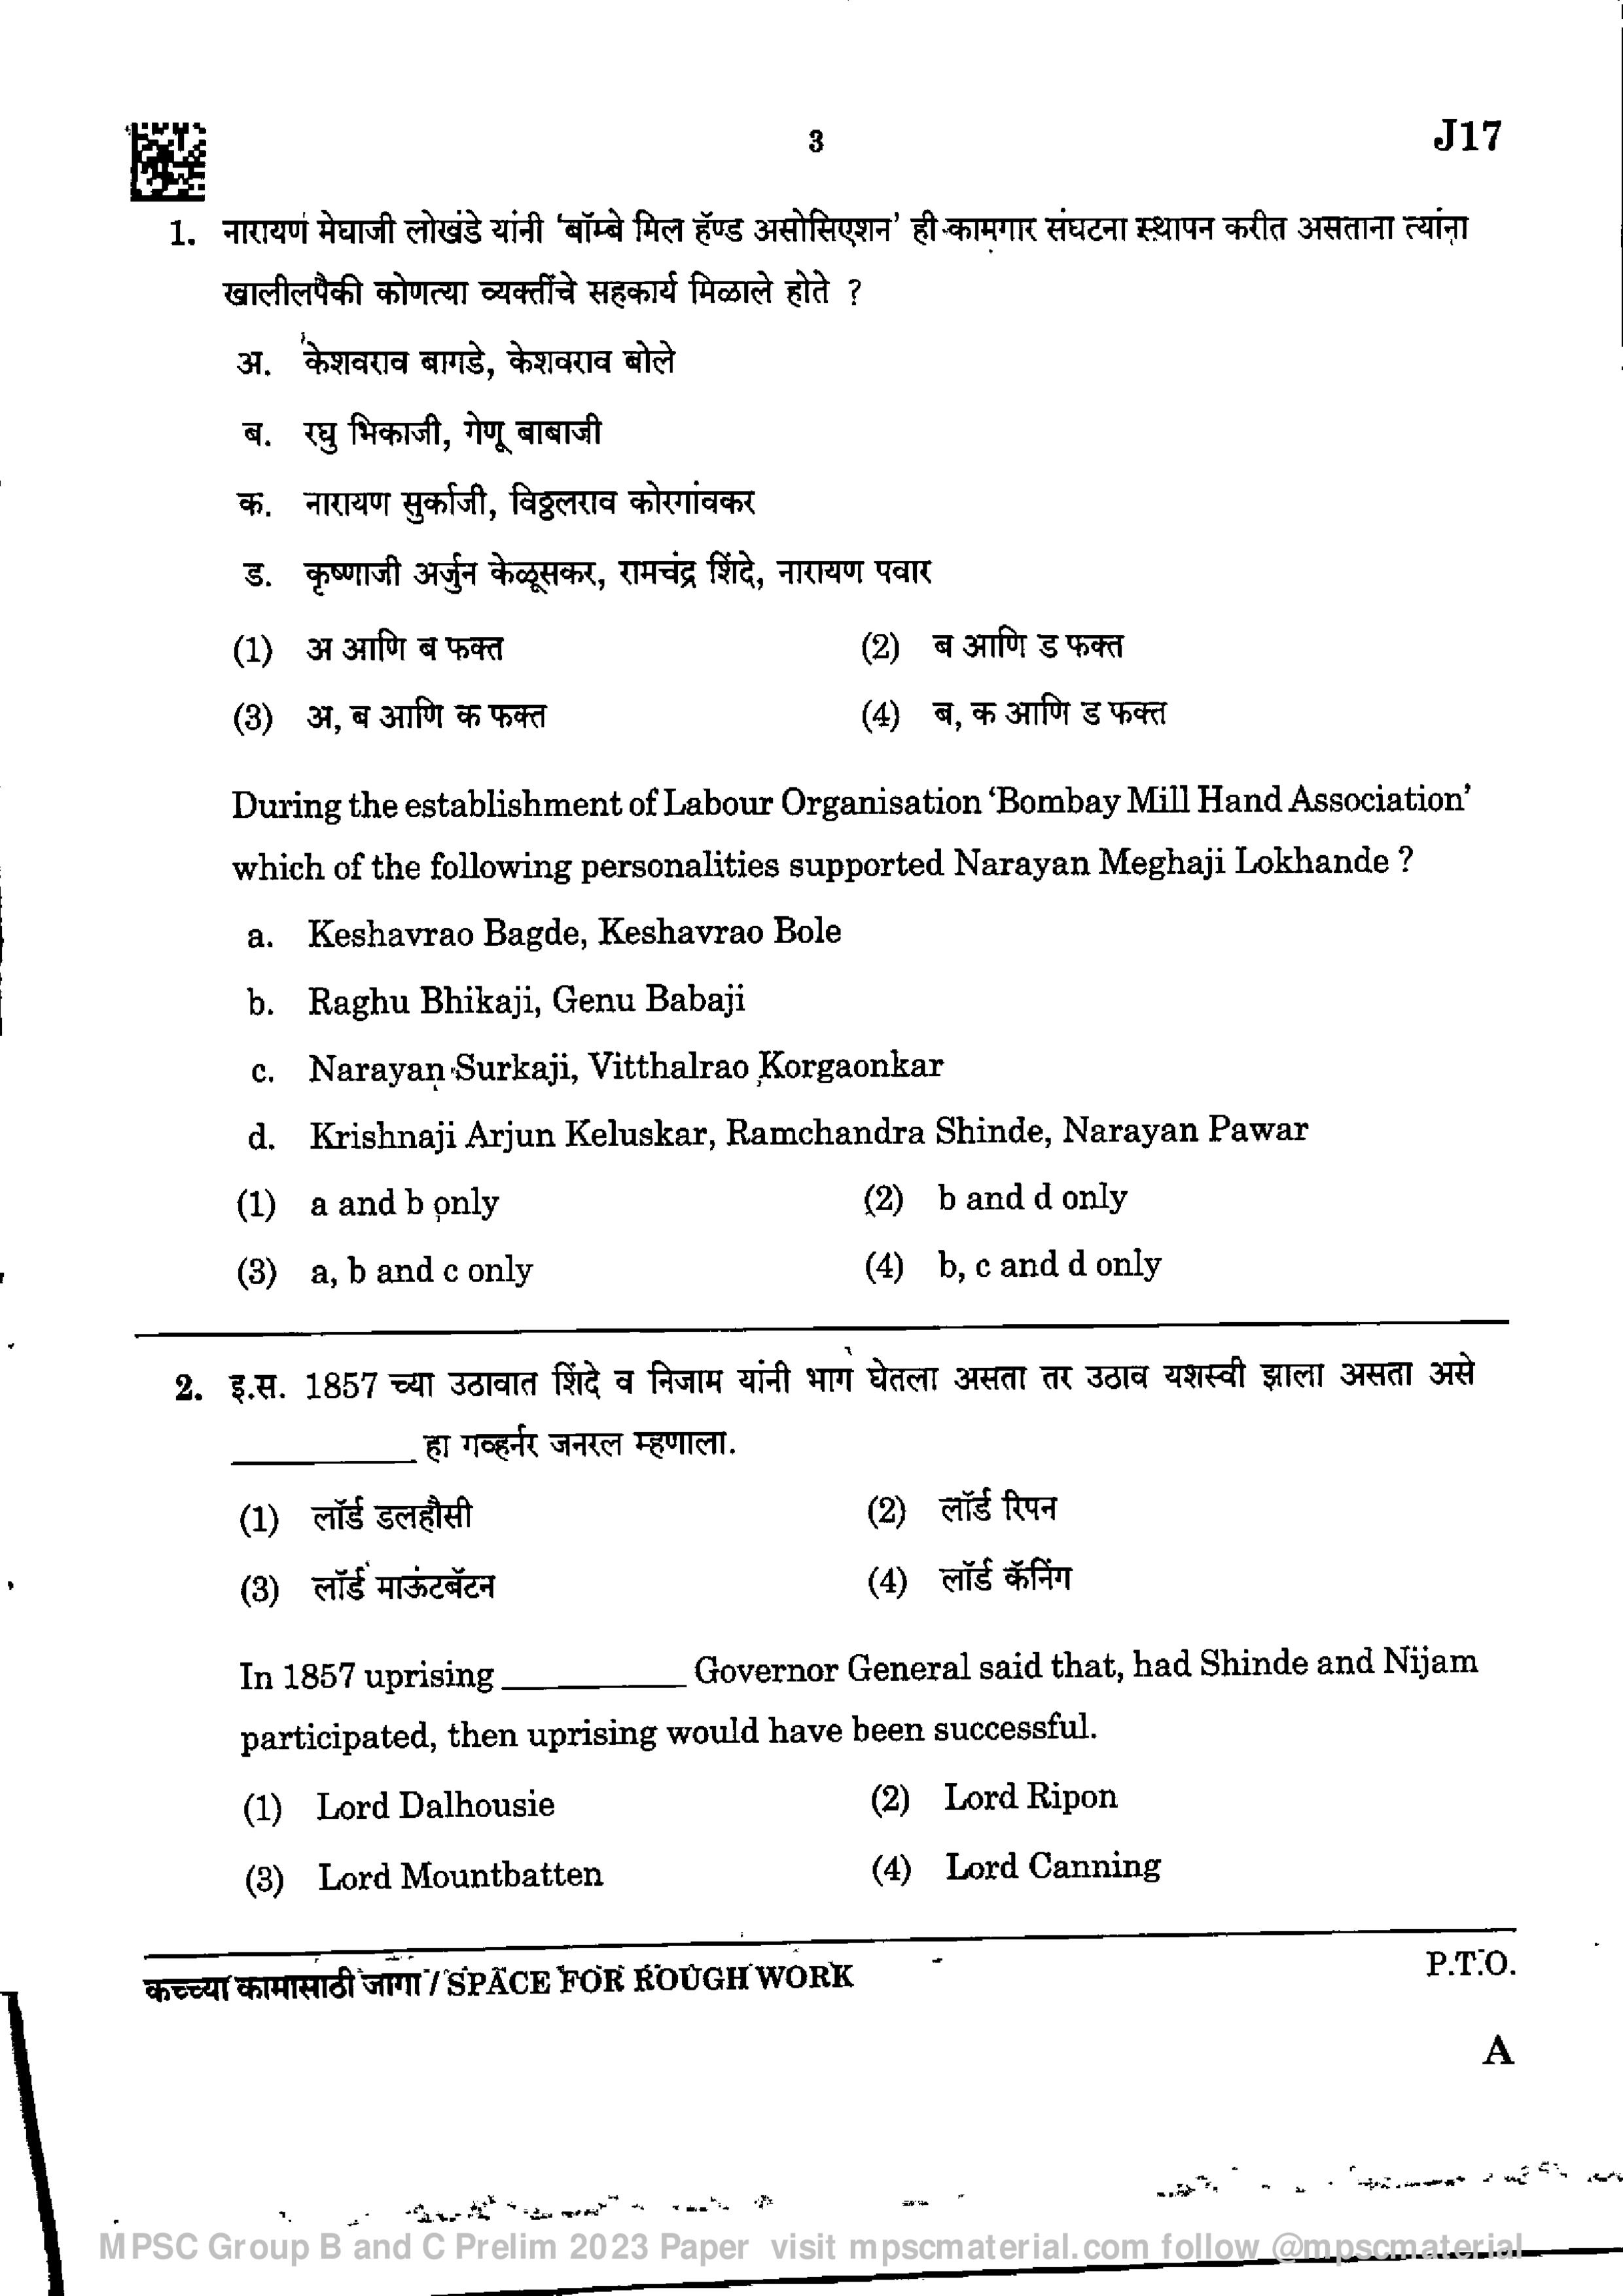 3
J17
1. नारायण मेघाजी लोखंडे यांनी ‘बॉम्बे मिल हॅण्ड असोसिएशन’ ही कामगार संघटना स्थापन करीत असताना त्यांना
खालीलपैकी कोणत्या व्यक्तींचे सहकार्य मिळाले होते ?
अ. केशवराव बागडे, केशवराव बोले
ब. रघु भिकाजी, गेणू बाबाजी
क. नारायण सुर्काजी, विठ्ठलराव कोरगांवकर
ड. कृष्णाजी अर्जुन केळूसकर, रामचंद्र शिंदे, नारायण पवार
(1) अ आणि ब फक्त (2) ब आणि ड फक्त
(3) अ, ब आणि क फक्त (4) ब, क आणि ड फक्त
During the establishment of Labour Organisation ‘Bombay Mill Hand Association’
which of the following personalities supported Narayan Meghaji Lokhande ?
a. Keshavrao Bagde, Keshavrao Bole
b. Raghu Bhikaji, Genu Babaji
c. Narayan Surkaji, Vitthalrao Korgaonkar
d. Krishnaji Arjun Keluskar, Ramchandra Shinde, Narayan Pawar
(1) a and b only (2) b and d only
(3) a, b and c only (4) b, c and d only
2. इ.स. 1857 च्या उठावात शिंदे व निजाम यांनी भाग घेतला असता तर उठाव यशस्वी झाला असता असे
__________ हा गव्हर्नर जनरल म्हणाला.
(1) लॉर्ड डलहौसी (2) लॉर्ड रिपन
(3) लॉर्ड माऊंटबॅटन (4) लॉर्ड कॅनिंग
In 1857 uprising __________ Governor General said that, had Shinde and Nijam
participated, then uprising would have been successful.
(1) Lord Dalhousie (2) Lord Ripon
(3) Lord Mountbatten (4) Lord Canning
कच्च्या कामासाठी जागा / SPACE FOR ROUGH WORK
P.T.O.
A
MPSC Group B and C Prelim 2023 Paper visit mpscmaterial.com follow @mpscmaterial